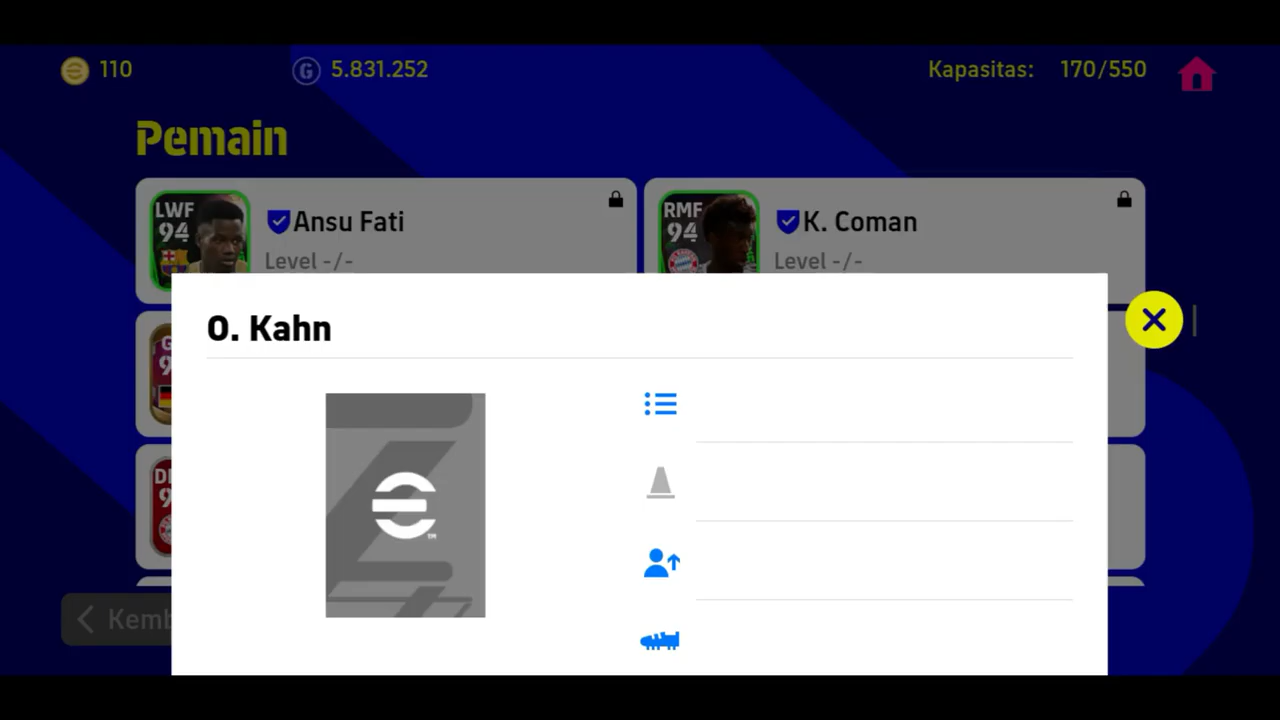 110
5.831.252
Kapasitas: 170/550
Pemain
LWF
94
Ansu Fati
Level -/-
RMF
94
K. Coman
Level -/-
O. Kahn